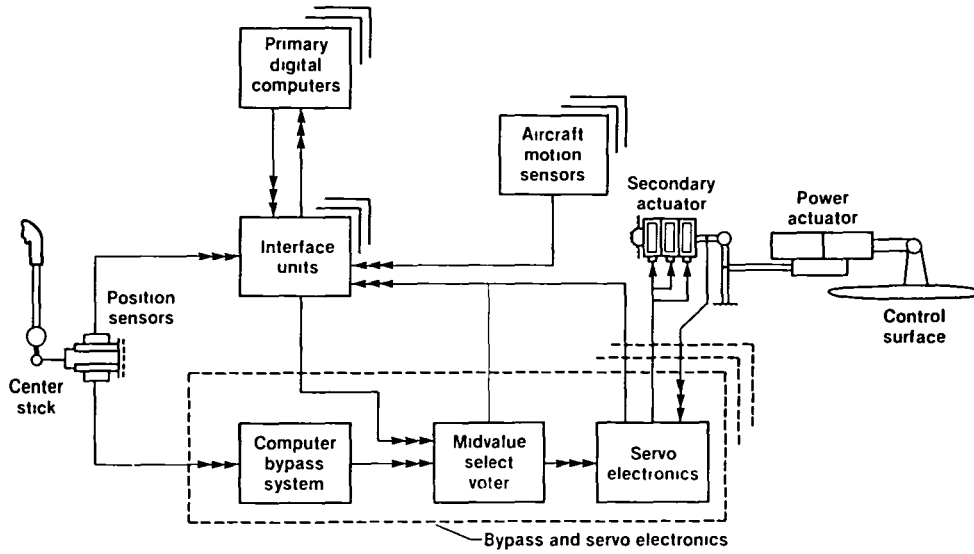 Primary
digital
computers
Aircraft
motion
sensors
Secondary
actuator
Power
actuator
Interface
units
Position
sensors
Control
surface
Center
stick
Computer
bypass
system
Midvalue
select
voter
Servo
electronics
Bypass and servo electronics